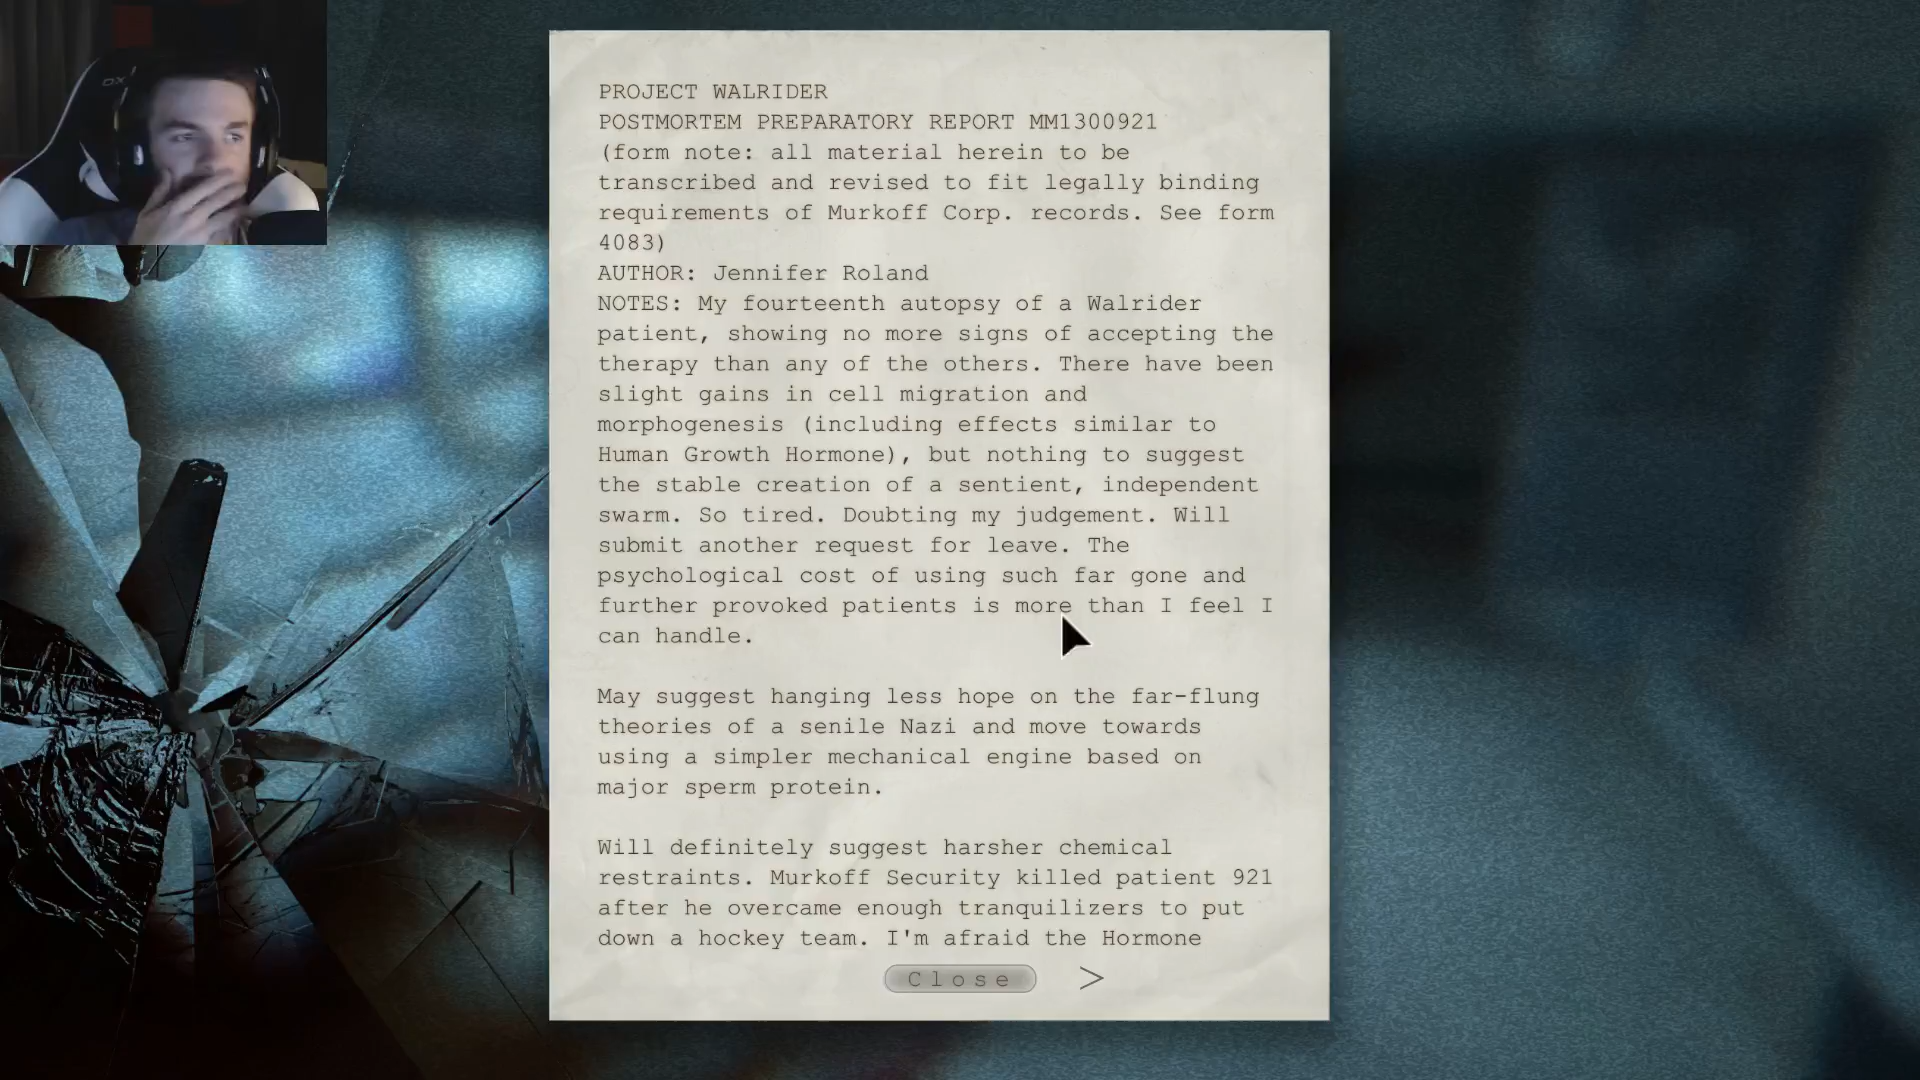 PROJECT WALRIDER
POSTMORTEM PREPARATORY REPORT MM1300921
(form note: all material herein to be
transcribed and revised to fit legally binding
requirements of Murkoff Corp. records. See form
4083)
AUTHOR: Jennifer Roland
NOTES: My fourteenth autopsy of a Walrider
patient, showing no more signs of accepting the
therapy than any of the others. There have been
slight gains in cell migration and
morphogenesis (including effects similar to
Human Growth Hormone), but nothing to suggest
the stable creation of a sentient, independent
swarm. So tired. Doubting my judgement. Will
submit another request for leave. The
psychological cost of using such far gone and
further provoked patients is more than I feel I
can handle.
May suggest hanging less hope on the far-flung
theories of a senile Nazi and move towards
using a simpler mechanical engine based on
major sperm protein.
Will definitely suggest harsher chemical
restraints. Murkoff Security killed patient 921
after he overcame enough tranquilizers to put
down a hockey team. I'm afraid the Hormone
Close >